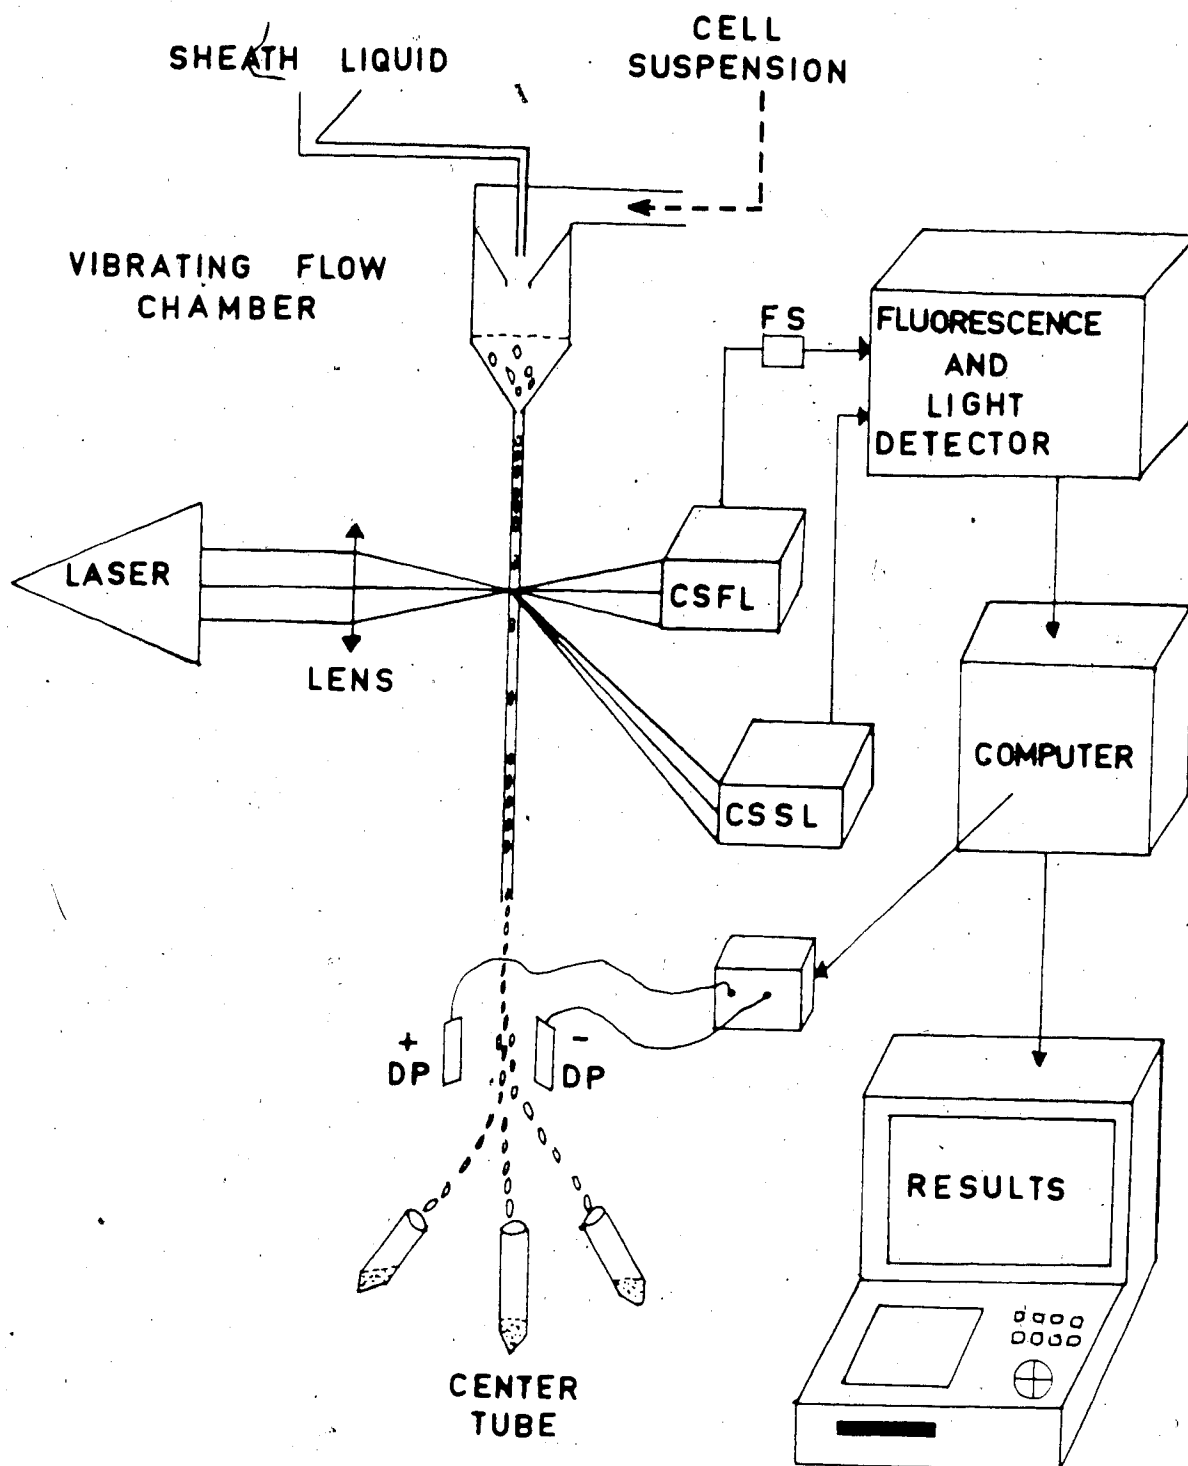 SHEATH LIQUID
CELL
SUSPENSION
VIBRATING FLOW
CHAMBER
FS
FLUORESCENCE
AND
LIGHT
DETECTOR
LASER
LENS
CSFL
CSSL
COMPUTER
+
DP
-
DP
RESULTS
CENTER
TUBE